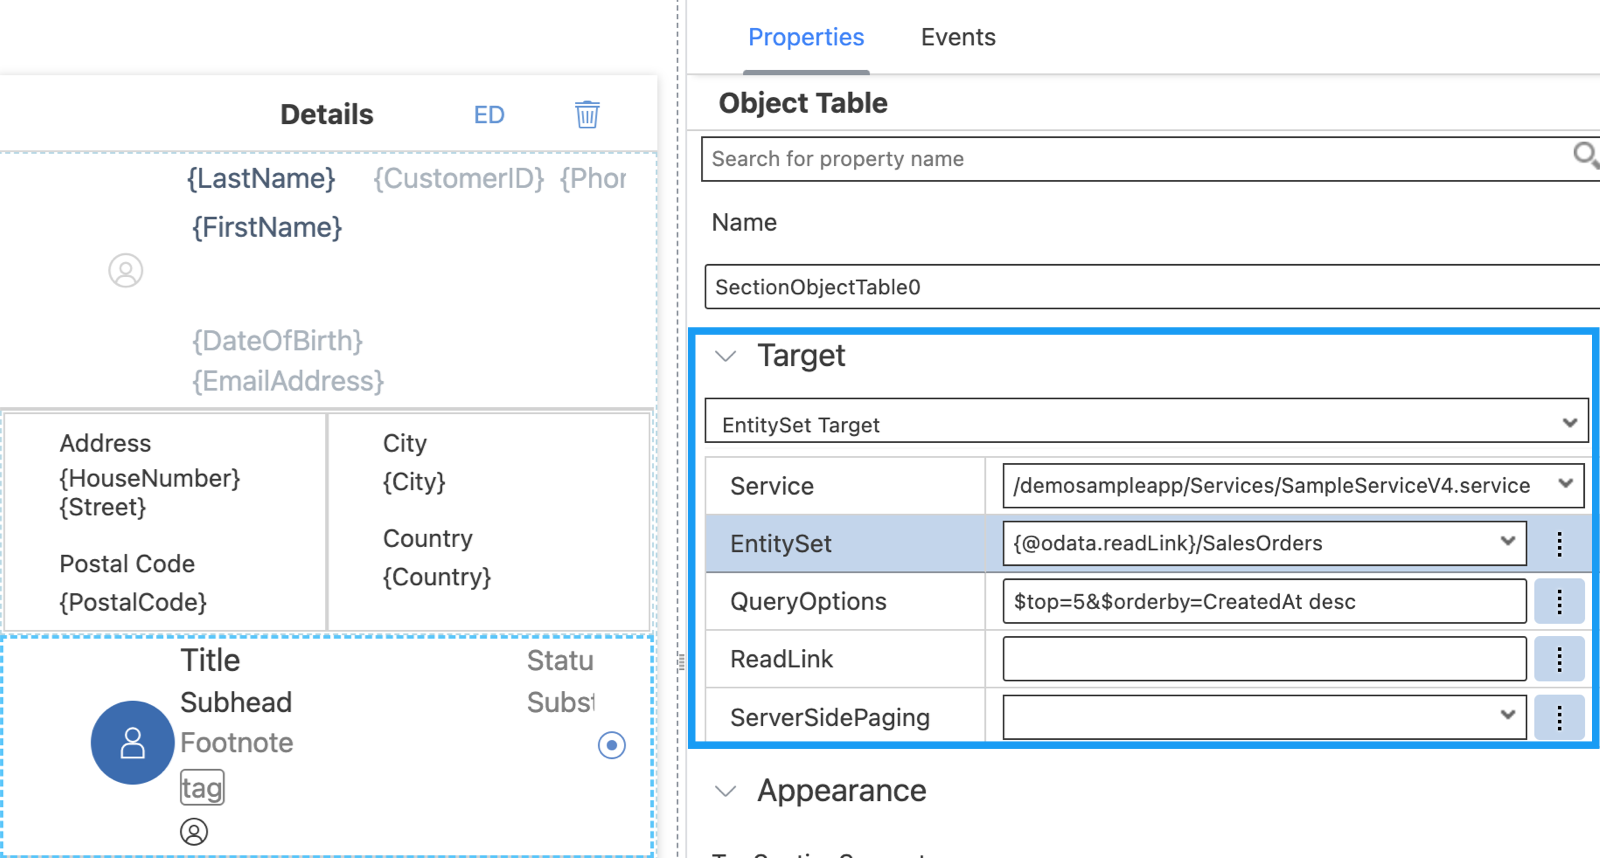 Details ED
{LastName} {CustomerID} {Phor
{FirstName}
{DateOfBirth}
{EmailAddress}
Address
{HouseNumber}
{Street}
Postal Code
{PostalCode}
City
{City}
Country
{Country}
Title Statu
Subhead Subst
Footnote
tag
Properties Events
Object Table
Search for property name
Name
SectionObjectTable0
Target
EntitySet Target
Service /demosampleapp/Services/SampleServiceV4.service
EntitySet {@odata.readLink}/SalesOrders
QueryOptions $top=5&$orderby=CreatedAt desc
ReadLink
ServerSidePaging
Appearance